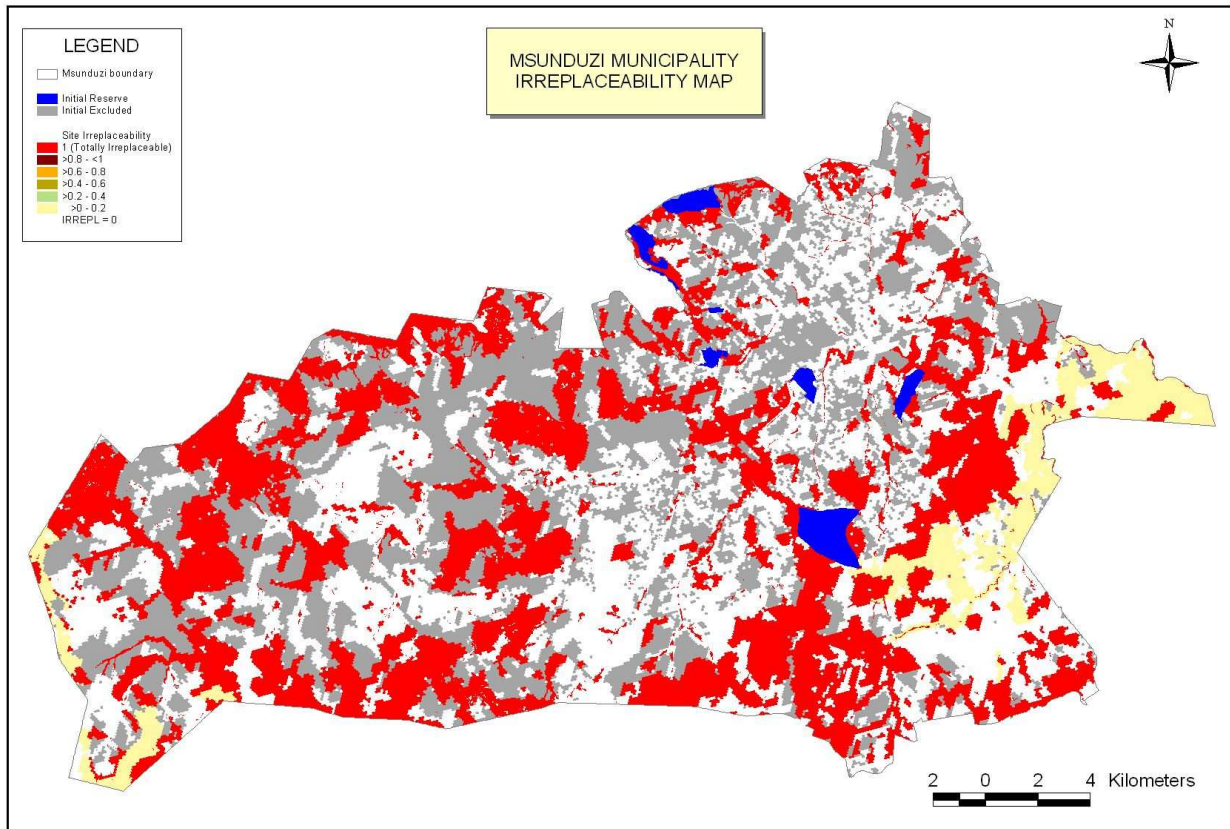 LEGEND
Msunduzi boundary
Initial Reserve
Initial Excluded
Site Irreplaceability
1 (Totally Irreplaceable)
>0.8 - <1
>0.6 - 0.8
>0.4 - 0.6
>0.2 - 0.4
>0 - 0.2
IRREPL = 0
MSUNDUZI MUNICIPALITY
IRREPLACEABILITY MAP
N
2 0 2 4 Kilometers